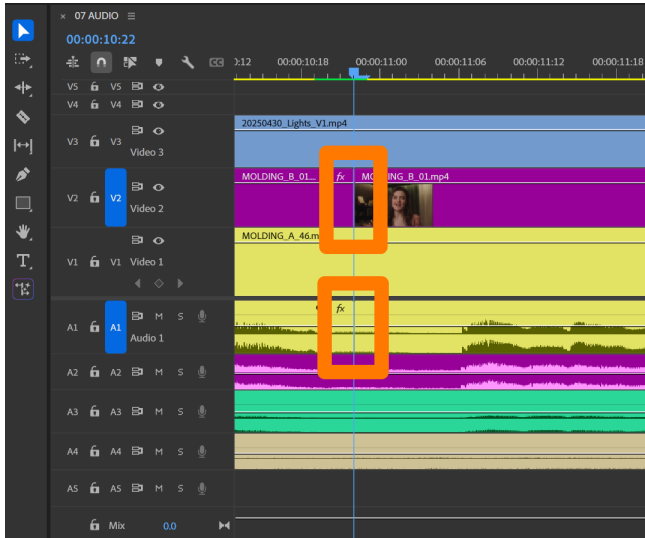 × 07 AUDIO ≡
00:00:10:22
CC
0:12 00:00:10:18 00:00:11:00 00:00:11:06 00:00:11:12 00:00:11:18
V5 V5
V4 V4
20250430_Lights_V1.mp4
V3 V3
Video 3
MOLDING_B_01... fx
NG_B_01.mp4
V2 V2
Video 2
MOLDING_A_46.m
V1 V1 Video 1
fx
M S
A1 A1
Audio 1
A2 A2 M S
A3 A3 M S
A4 A4 M S
A5 A5 M S
Mix 0.0